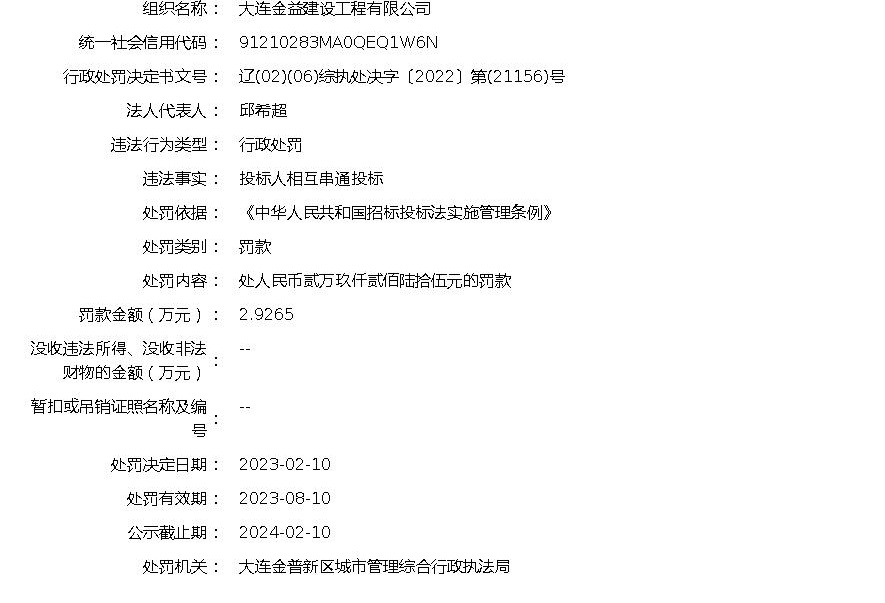 组织名称： 大连金益建设工程有限公司
统一社会信用代码： 91210283MA0QEQ1W6N
行政处罚决定书文号： 辽(02)(06)综执处决字〔2022〕第(21156)号
法人代表人： 邱希超
违法行为类型： 行政处罚
违法事实： 投标人相互串通投标
处罚依据： 《中华人民共和国招标投标法实施管理条例》
处罚类别： 罚款
处罚内容： 处人民币贰万玖仟贰佰陆拾伍元的罚款
罚款金额（万元）： 2.9265
没收违法所得、没收非法 --
财物的金额（万元）：
暂扣或吊销证照名称及编 --
号：
处罚决定日期： 2023-02-10
处罚有效期： 2023-08-10
公示截止期： 2024-02-10
处罚机关： 大连金普新区城市管理综合行政执法局